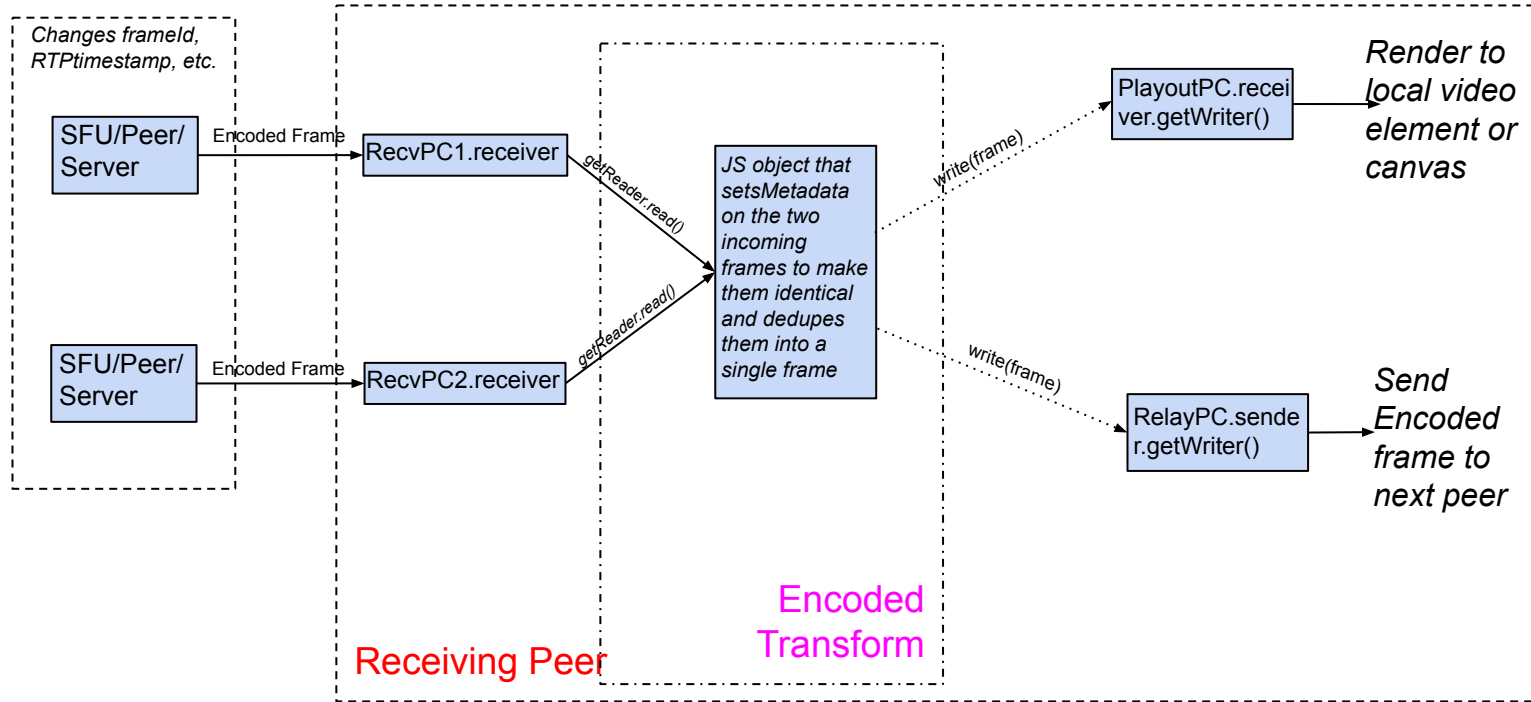 Changes frameId,
RTPtimestamp, etc.
SFU/Peer/
Server
Encoded Frame
RecvPC1.receiver
getReader.read()
SFU/Peer/
Server
Encoded Frame
RecvPC2.receiver
getReader.read()
JS object that
setsMetadata
on the two
incoming
frames to make
them identical
and dedupes
them into a
single frame
write(frame)
PlayoutPC.recei
ver.getWriter()
Render to
local video
element or
canvas
write(frame)
RelayPC.sende
r.getWriter()
Send
Encoded
frame to
next peer
Encoded
Transform
Receiving Peer